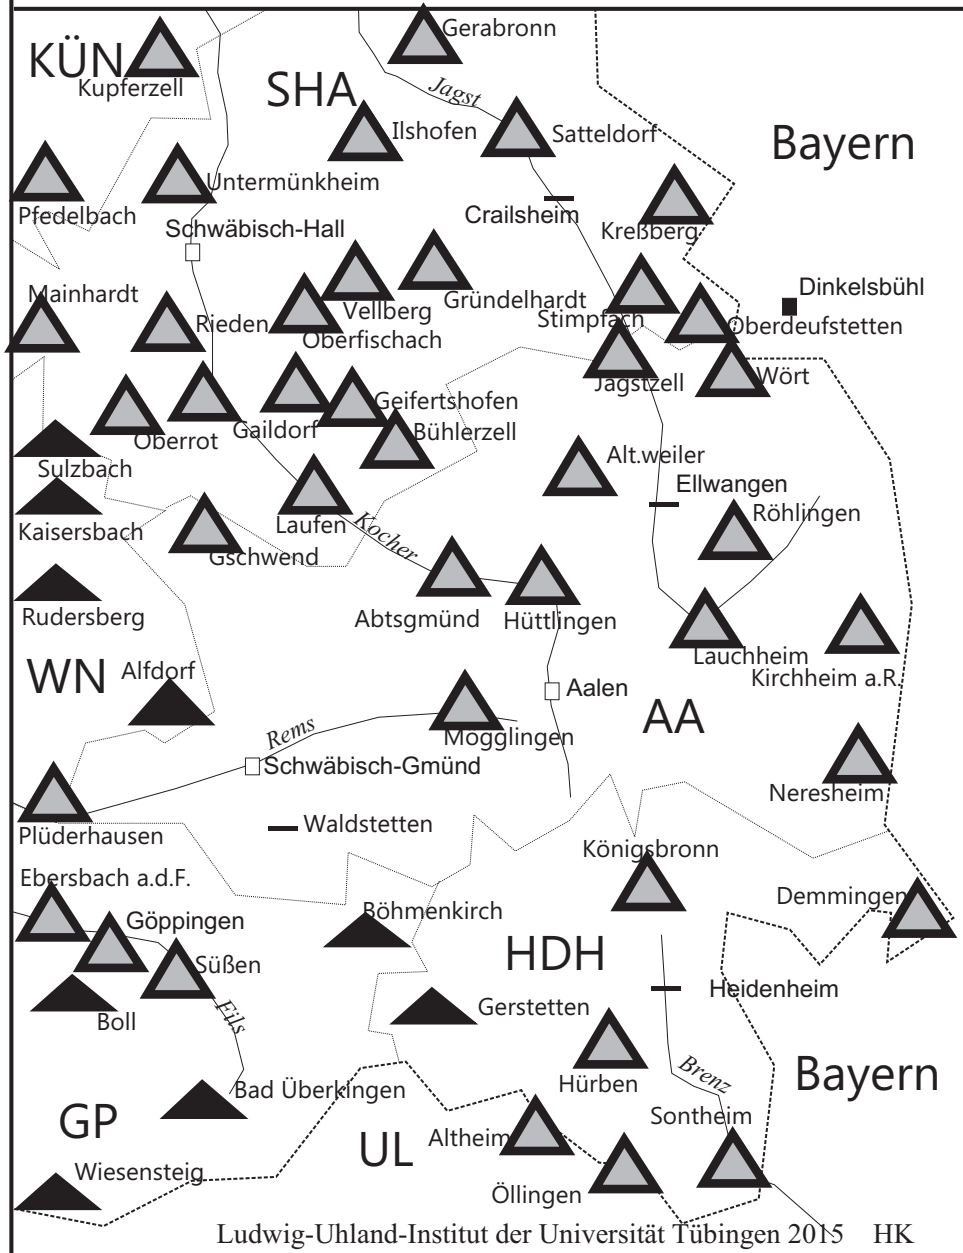 Gerabronn
KÜN
Kupferzell
SHA
Jagst
Ilshofen
Satteldorf
Bayern
Untermünkheim
Pfedelbach
Crailsheim
Kreßberg
Schwäbisch-Hall
Mainhardt
Vellberg
Gründelhardt
Dinkelsbühl
Rieden
Oberfischach
Stimpfach
Oberdeufstetten
Jagstzell
Wört
Geifertshofen
Oberrot
Gaildorf
Bühlerzell
Sulzbach
Alt.weiler
Ellwangen
Kaisersbach
Laufen
Kocher
Röhlingen
Gschwend
Rudersberg
Abtsgmünd
Hüttlingen
WN
Alfdorf
Lauchheim
Kirchheim a.R.
Aalen
AA
Rems
Mögglingen
Schwäbisch-Gmünd
Neresheim
Plüderhausen
Waldstetten
Königsbronn
Ebersbach a.d.F.
Demmingen
Göppingen
Böhmenkirch
Süßen
HDH
Heidenheim
Boll
Fils
Gerstetten
Hürben
Brenz
Bayern
Bad Überkingen
GP
Sontheim
UL
Altheim
Wiesensteig
Öllingen
Ludwig-Uhland-Institut der Universität Tübingen 2015 HK